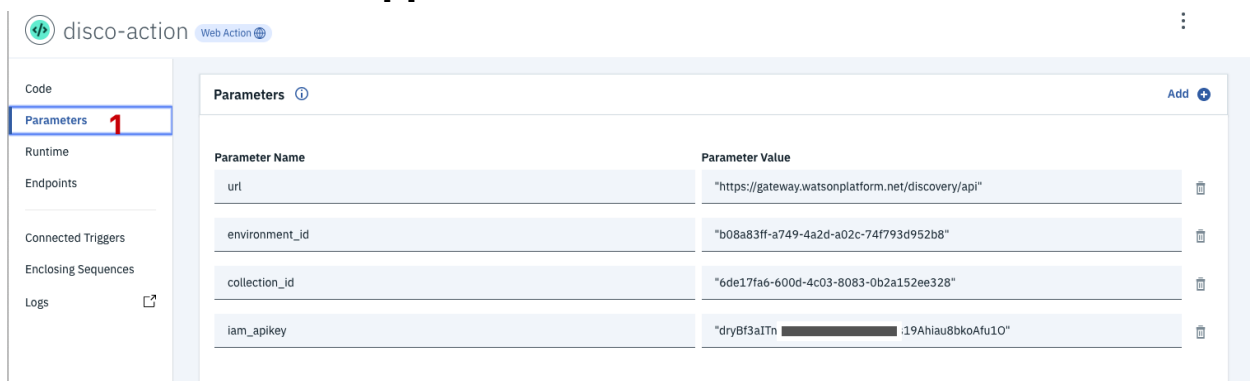 disco-action Web Action
Code
Parameters 1
Runtime
Endpoints
Connected Triggers
Enclosing Sequences
Logs
Parameters
Add
Parameter Name Parameter Value
url "https://gateway.watsonplatform.net/discovery/api"
environment_id "b08a83ff-a749-4a2d-a02c-74f793d952b8"
collection_id "6de17fa6-600d-4c03-8083-0b2a152ee328"
iam_apikey "dryBf3aITn 19Ahiau8bkoAfu1O"